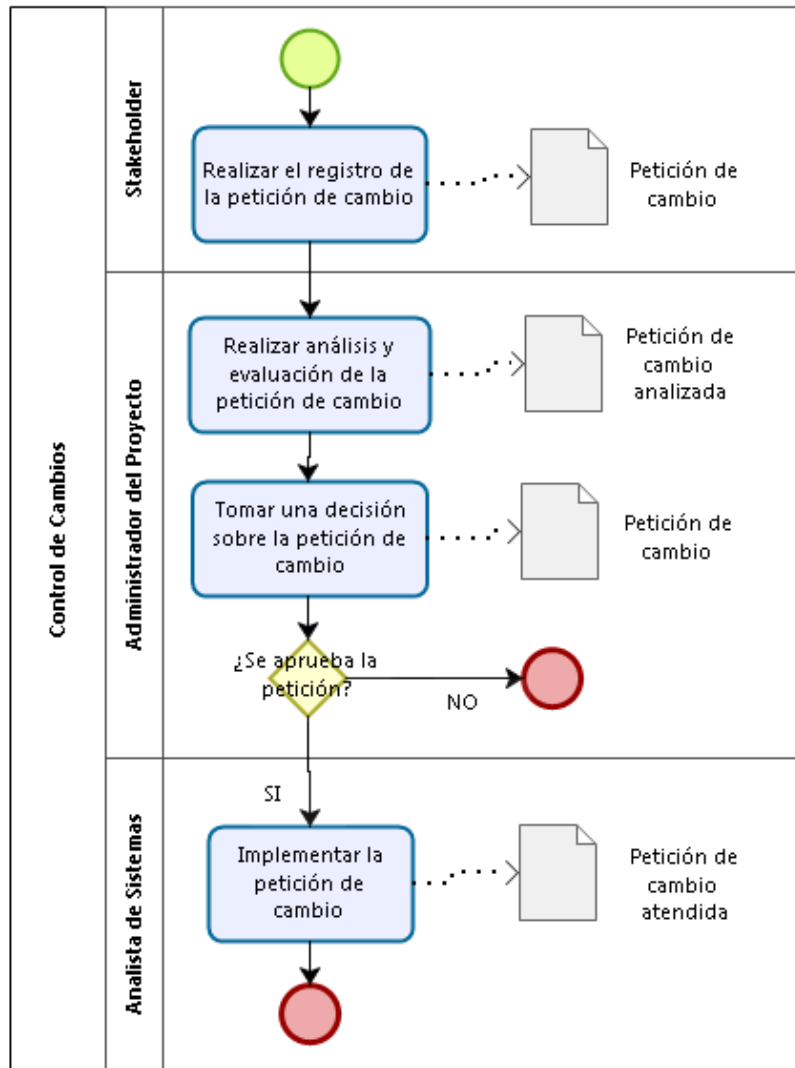 Control de Cambios
Stakeholder
Realizar el registro de
la petición de cambio
Petición de
cambio
Administrador del Proyecto
Realizar análisis y
evaluación de la
petición de cambio
Petición de
cambio
analizada
Tomar una decisión
sobre la petición de
cambio
Petición de
cambio
¿Se aprueba la
petición?
NO
SI
Analista de Sistemas
Implementar la
petición de
cambio
Petición de
cambio
atendida